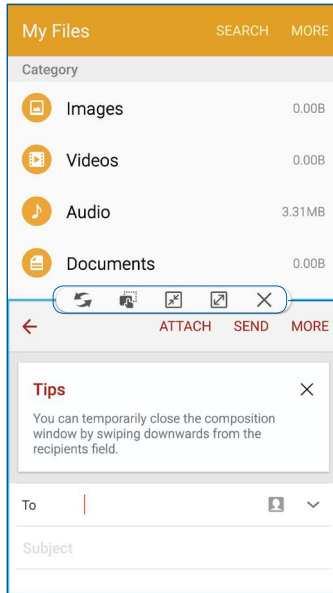 My Files SEARCH MORE
Category
Images 0.00B
Videos 0.00B
Audio 3.31MB
Documents 0.00B
ATTACH SEND MORE
Tips
You can temporarily close the composition
window by swiping downwards from the
recipients field.
To
Subject